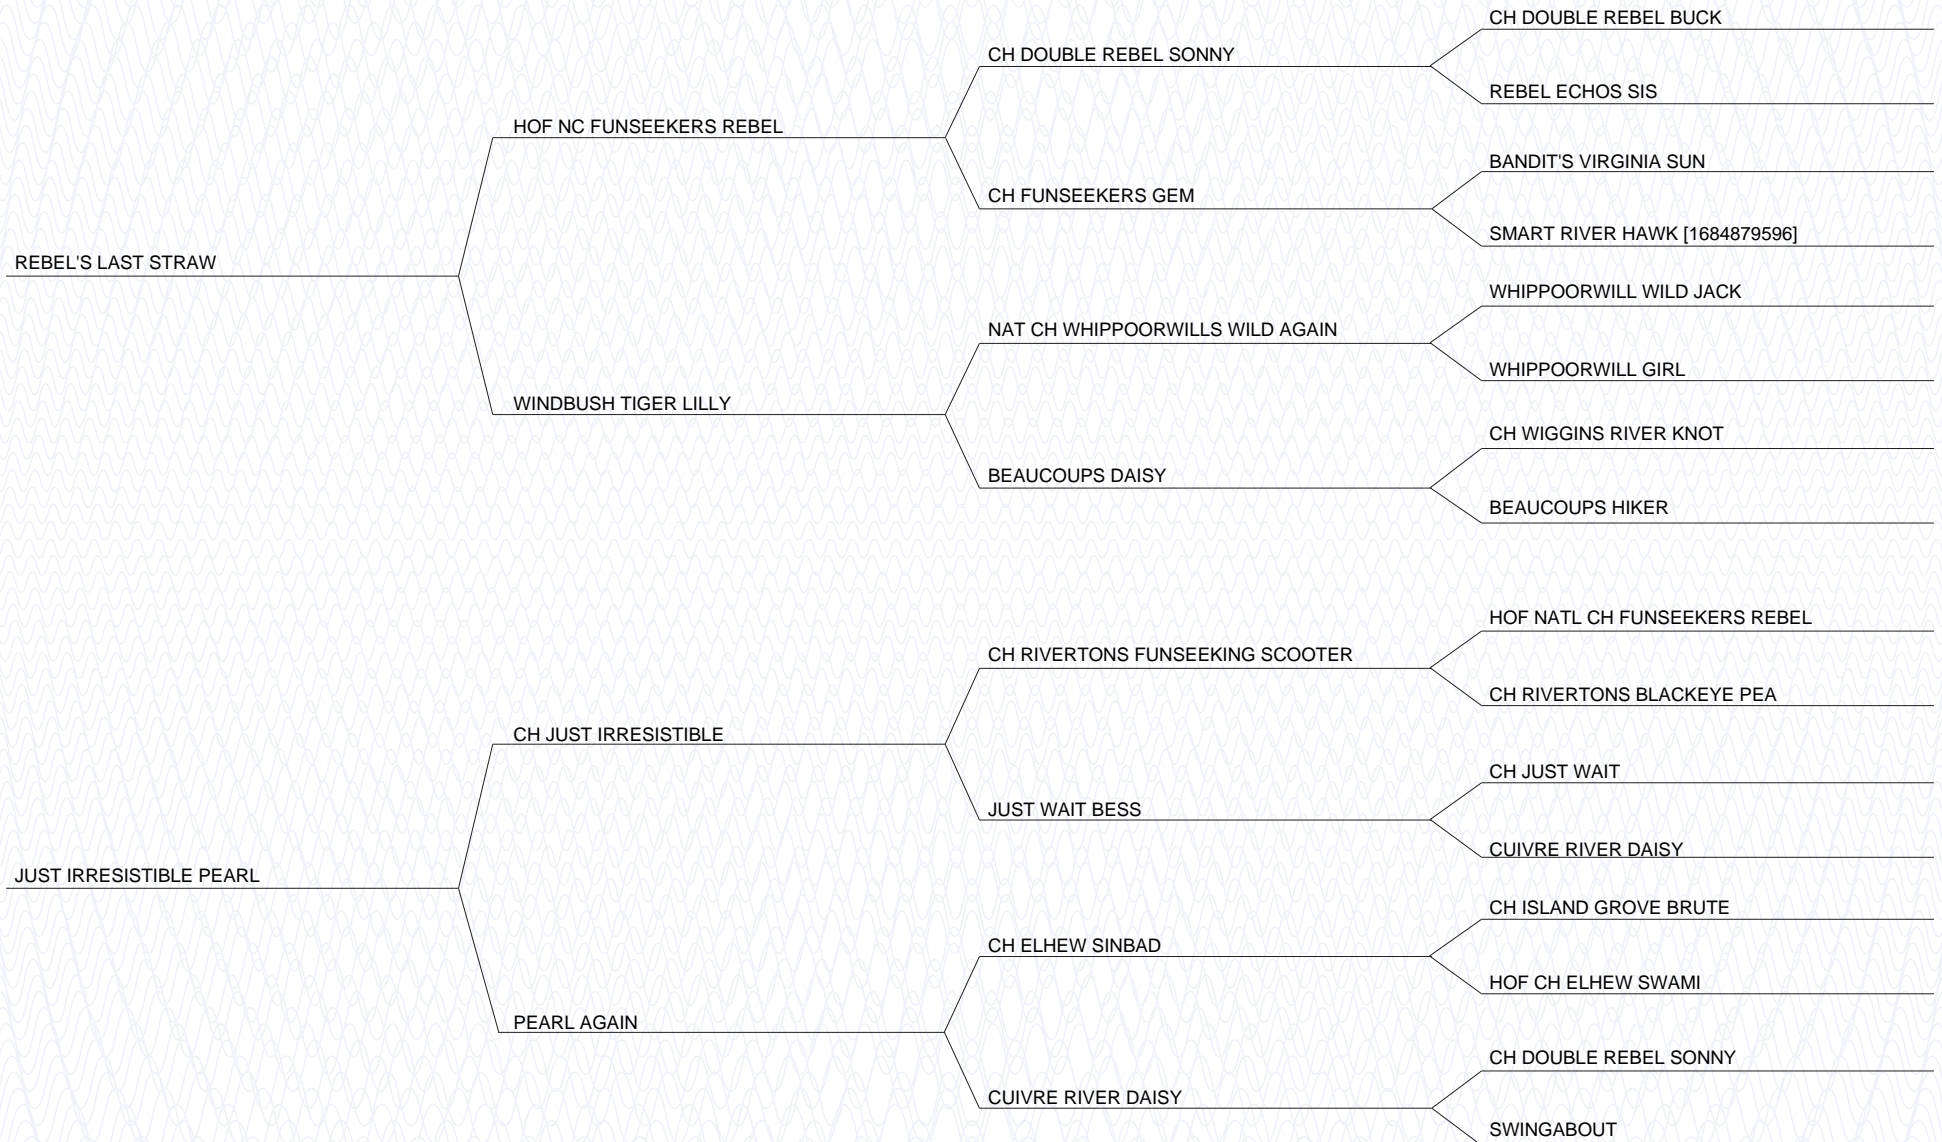 CH DOUBLE REBEL BUCK
CH DOUBLE REBEL SONNY
REBEL ECHOS SIS
HOF NC FUNSEEKERS REBEL
BANDIT'S VIRGINIA SUN
CH FUNSEEKERS GEM
SMART RIVER HAWK [1684879596]
REBEL'S LAST STRAW
WHIPPOORWILL WILD JACK
NAT CH WHIPPOORWILLS WILD AGAIN
WHIPPOORWILL GIRL
WINDBUSH TIGER LILLY
CH WIGGINS RIVER KNOT
BEAUCOUPS DAISY
BEAUCOUPS HIKER
HOF NATL CH FUNSEEKERS REBEL
CH RIVERTONS FUNSEEKING SCOOTER
CH RIVERTONS BLACKEYE PEA
CH JUST IRRESISTIBLE
CH JUST WAIT
JUST WAIT BESS
CUIVRE RIVER DAISY
JUST IRRESISTIBLE PEARL
CH ISLAND GROVE BRUTE
CH ELHEW SINBAD
HOF CH ELHEW SWAMI
PEARL AGAIN
CH DOUBLE REBEL SONNY
CUIVRE RIVER DAISY
SWINGABOUT